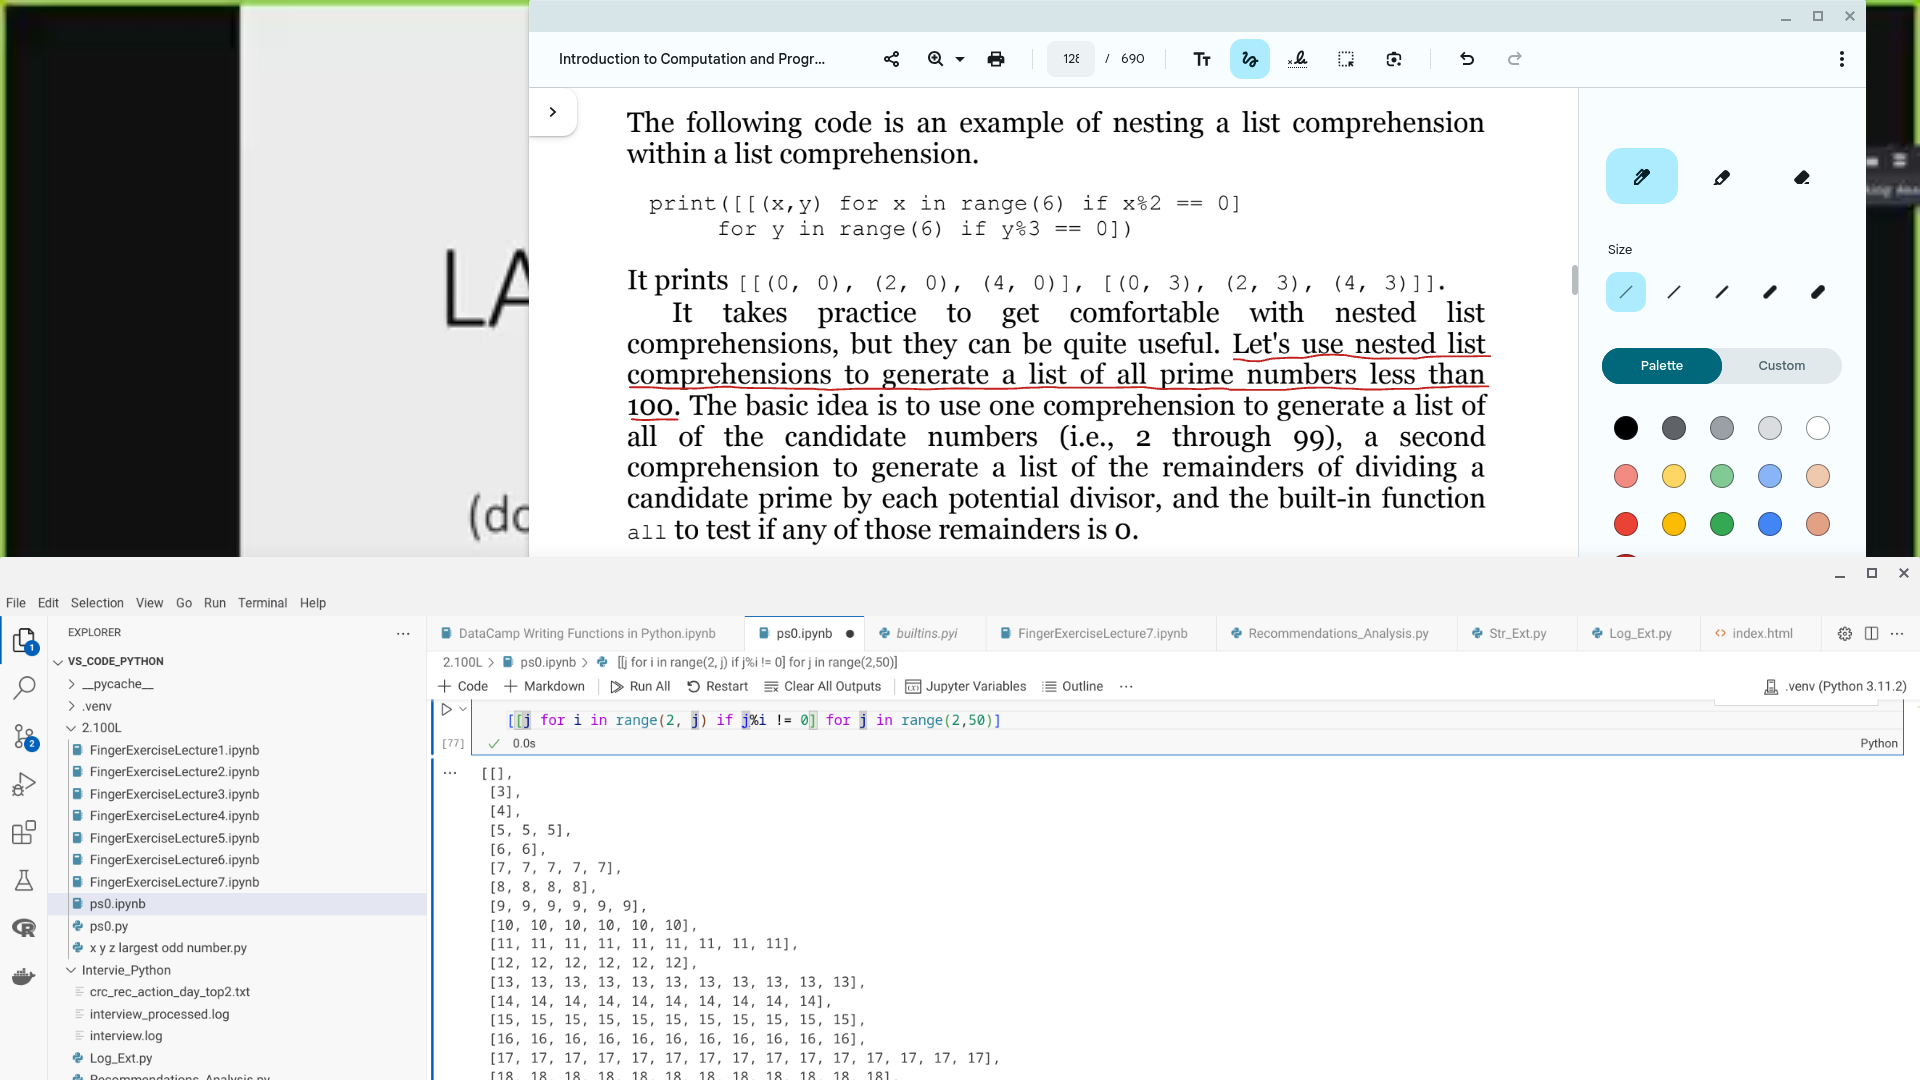 Introduction to Computation and Progr...
128 / 690
The following code is an example of nesting a list comprehension
within a list comprehension.
print([[(x,y) for x in range(6) if x%2 == 0]
for y in range(6) if y%3 == 0])
It prints [[(0, 0), (2, 0), (4, 0)], [(0, 3), (2, 3), (4, 3)]].
It takes practice to get comfortable with nested list
comprehensions, but they can be quite useful. Let's use nested list
comprehensions to generate a list of all prime numbers less than
100. The basic idea is to use one comprehension to generate a list of
all of the candidate numbers (i.e., 2 through 99), a second
comprehension to generate a list of the remainders of dividing a
candidate prime by each potential divisor, and the built-in function
all to test if any of those remainders is 0.
Size
Palette Custom
LA
(do
File Edit Selection View Go Run Terminal Help
EXPLORER
VS_CODE_PYTHON
__pycache__
.venv
2.100L
FingerExerciseLecture1.ipynb
FingerExerciseLecture2.ipynb
FingerExerciseLecture3.ipynb
FingerExerciseLecture4.ipynb
FingerExerciseLecture5.ipynb
FingerExerciseLecture6.ipynb
FingerExerciseLecture7.ipynb
ps0.ipynb
ps0.py
x y z largest odd number.py
Intervie_Python
crc_rec_action_day_top2.txt
interview_processed.log
interview.log
Log_Ext.py
Recommendations_Analysis.py
1
2
DataCamp Writing Functions in Python.ipynb ps0.ipynb builtins.pyi FingerExerciseLecture7.ipynb Recommendations_Analysis.py Str_Ext.py Log_Ext.py index.html
2.100L > ps0.ipynb > [[j for i in range(2, j) if j%i != 0] for j in range(2,50)]
Code Markdown Run All Restart Clear All Outputs Jupyter Variables Outline .venv (Python 3.11.2)
[[j for i in range(2, j) if j%i != 0] for j in range(2,50)]
[77] 0.0s Python
[[],
[3],
[4],
[5, 5, 5],
[6, 6],
[7, 7, 7, 7, 7],
[8, 8, 8, 8],
[9, 9, 9, 9, 9, 9],
[10, 10, 10, 10, 10, 10],
[11, 11, 11, 11, 11, 11, 11, 11, 11],
[12, 12, 12, 12, 12, 12],
[13, 13, 13, 13, 13, 13, 13, 13, 13, 13, 13],
[14, 14, 14, 14, 14, 14, 14, 14, 14, 14],
[15, 15, 15, 15, 15, 15, 15, 15, 15, 15, 15],
[16, 16, 16, 16, 16, 16, 16, 16, 16, 16, 16],
[17, 17, 17, 17, 17, 17, 17, 17, 17, 17, 17, 17, 17, 17, 17],
[18, 18, 18, 18, 18, 18, 18, 18, 18, 18, 18, 18],